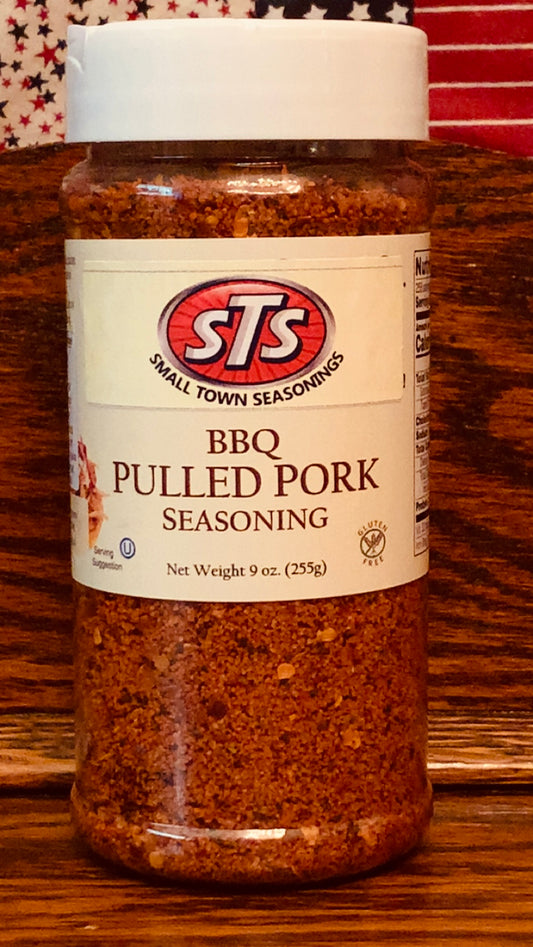 STS
SMALL TOWN SEASONINGS
BBQ
PULLED PORK
SEASONING
GLUTEN
FREE
Serving
Suggestion
U
Net Weight 9 oz. (255g)